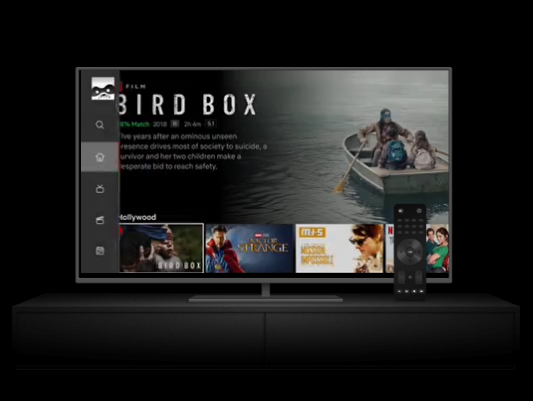 FILM
BIRD BOX
% Match 2018 2h 4m 5.1
Five years after an ominous unseen
presence drives most of society to suicide, a
survivor and her two children make a
desperate bid to reach safety.
Hollywood
BIRD BOX
DOCTOR
STRANGE
M:I-5
MISSION
IMPOSSIBLE